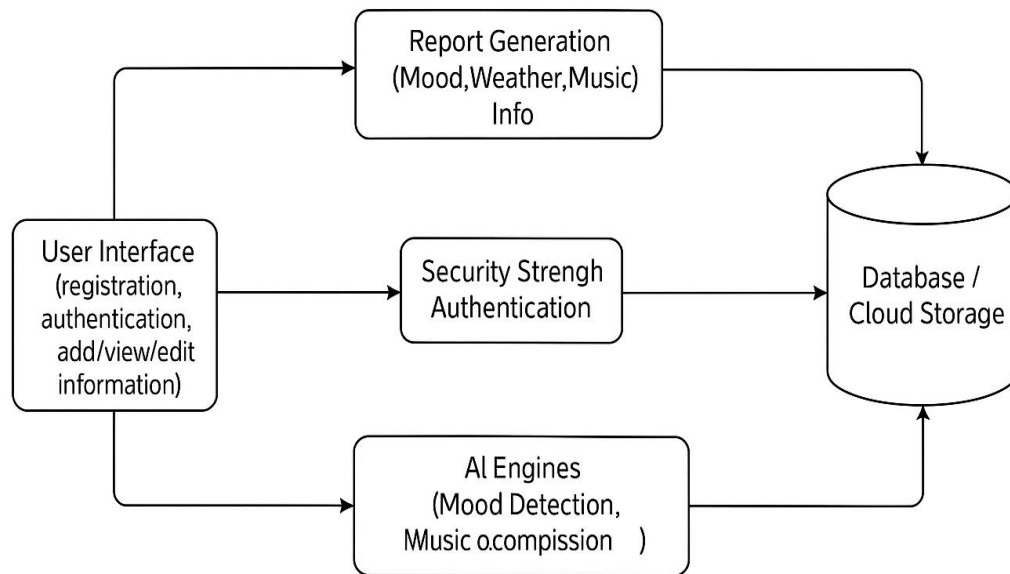 Report Generation
(Mood,Weather,Music)
Info
User Interface
(registration,
authentication,
add/view/edit
information)
Security Strengh
Authentication
Database /
Cloud Storage
AI Engines
(Mood Detection,
Music o.compission )